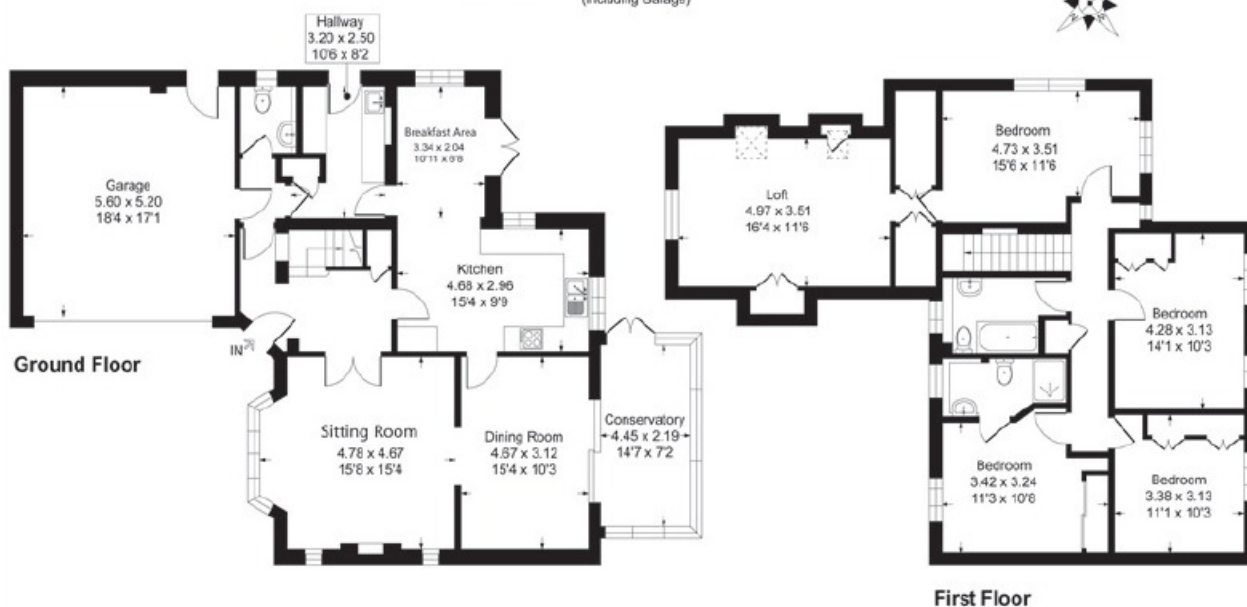 (Including Garage)
Hallway
3.20 x 2.50
10'6 x 8'2
Breakfast Area
3.34 x 2.04
10'11 x 6'8
Garage
5.60 x 5.20
18'4 x 17'1
Kitchen
4.68 x 2.96
15'4 x 9'9
IN
Ground Floor
Sitting Room
4.78 x 4.67
15'8 x 15'4
Dining Room
4.67 x 3.12
15'4 x 10'3
Conservatory
4.45 x 2.19
14'7 x 7'2
Bedroom
4.73 x 3.51
15'6 x 11'6
Loft
4.97 x 3.51
16'4 x 11'6
Bedroom
4.28 x 3.13
14'1 x 10'3
Bedroom
3.42 x 3.24
11'3 x 10'8
Bedroom
3.38 x 3.13
11'1 x 10'3
First Floor